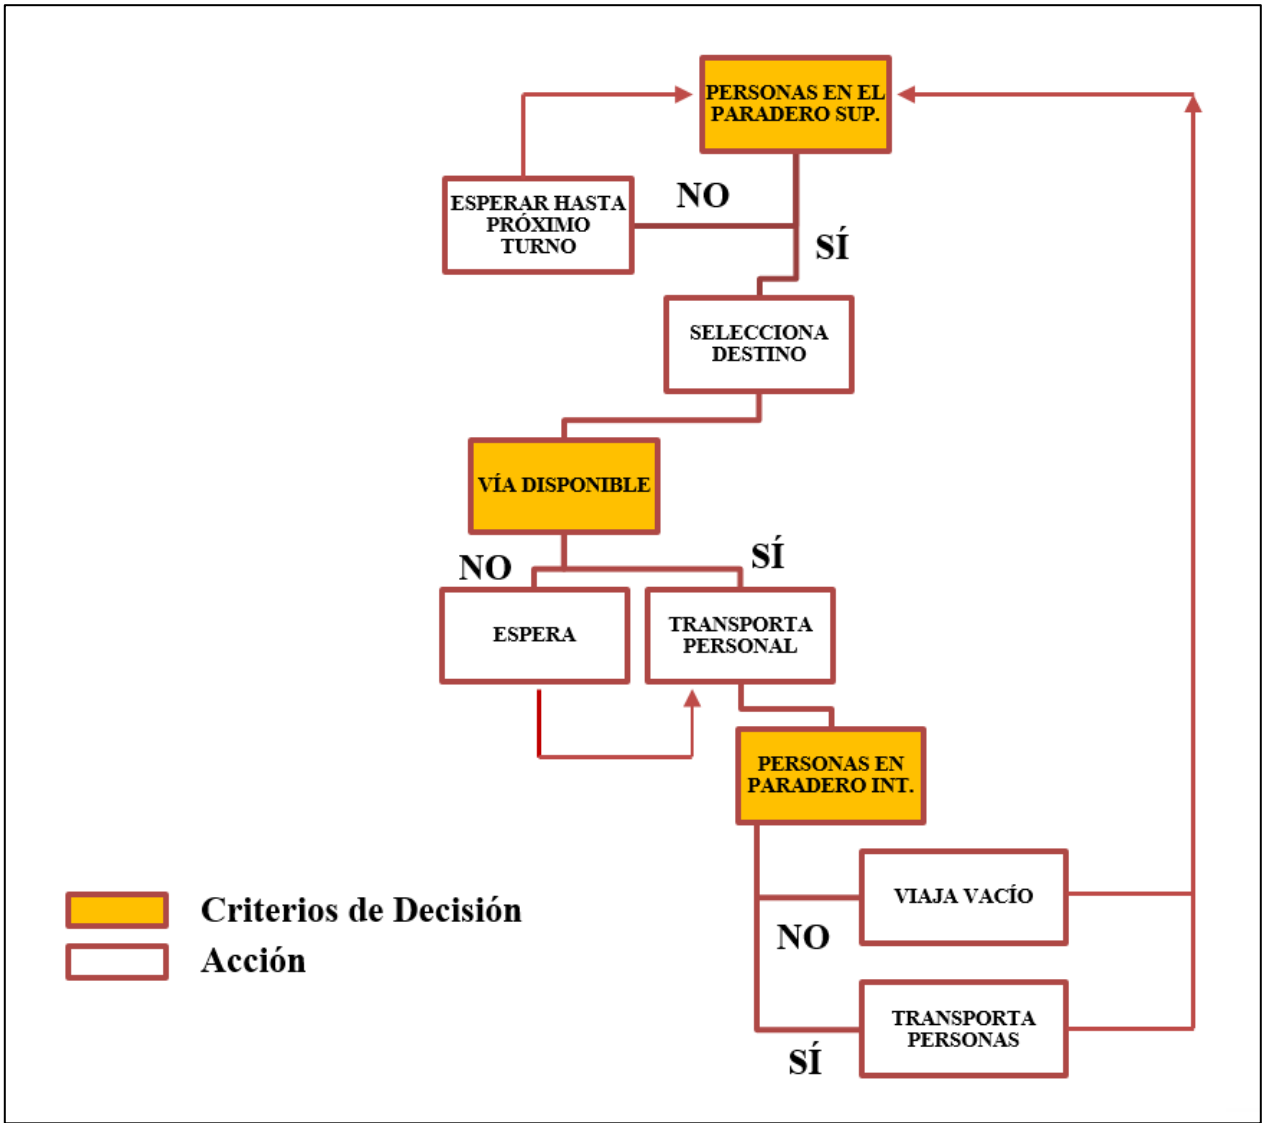 PERSONAS EN EL
PARADERO SUP.
NO
ESPERAR HASTA
PRÓXIMO
TURNO
SÍ
SELECCIONA
DESTINO
VÍA DISPONIBLE
NO
SÍ
ESPERA
TRANSPORTA
PERSONAL
PERSONAS EN
PARADERO INT.
VIAJA VACÍO
NO
TRANSPORTA
PERSONAS
SÍ
Criterios de Decisión
Acción